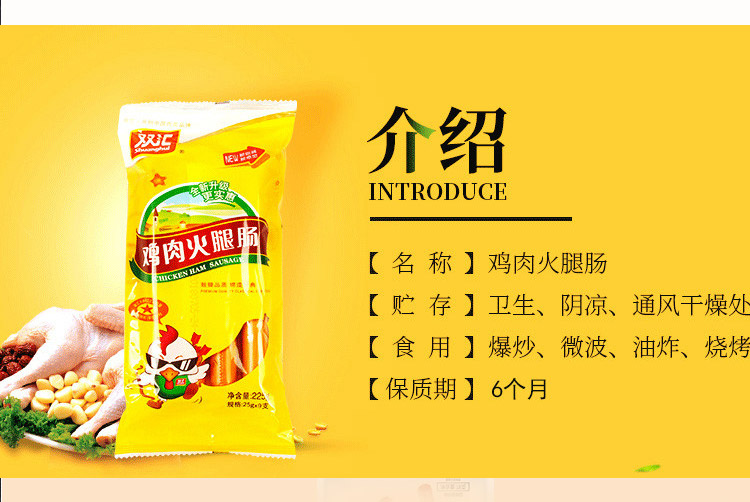 双汇
Shuanghui
NEW
全新升级
更实惠
鸡肉火腿肠
CHICKEN HAM SAUSAGE
净含量:225
规格:25g×9支
介绍
INTRODUCE
【 名 称 】 鸡肉火腿肠
【 贮 存 】 卫生、阴凉、通风干燥处
【 食 用 】 爆炒、微波、油炸、烧烤
【 保质期 】 6个月